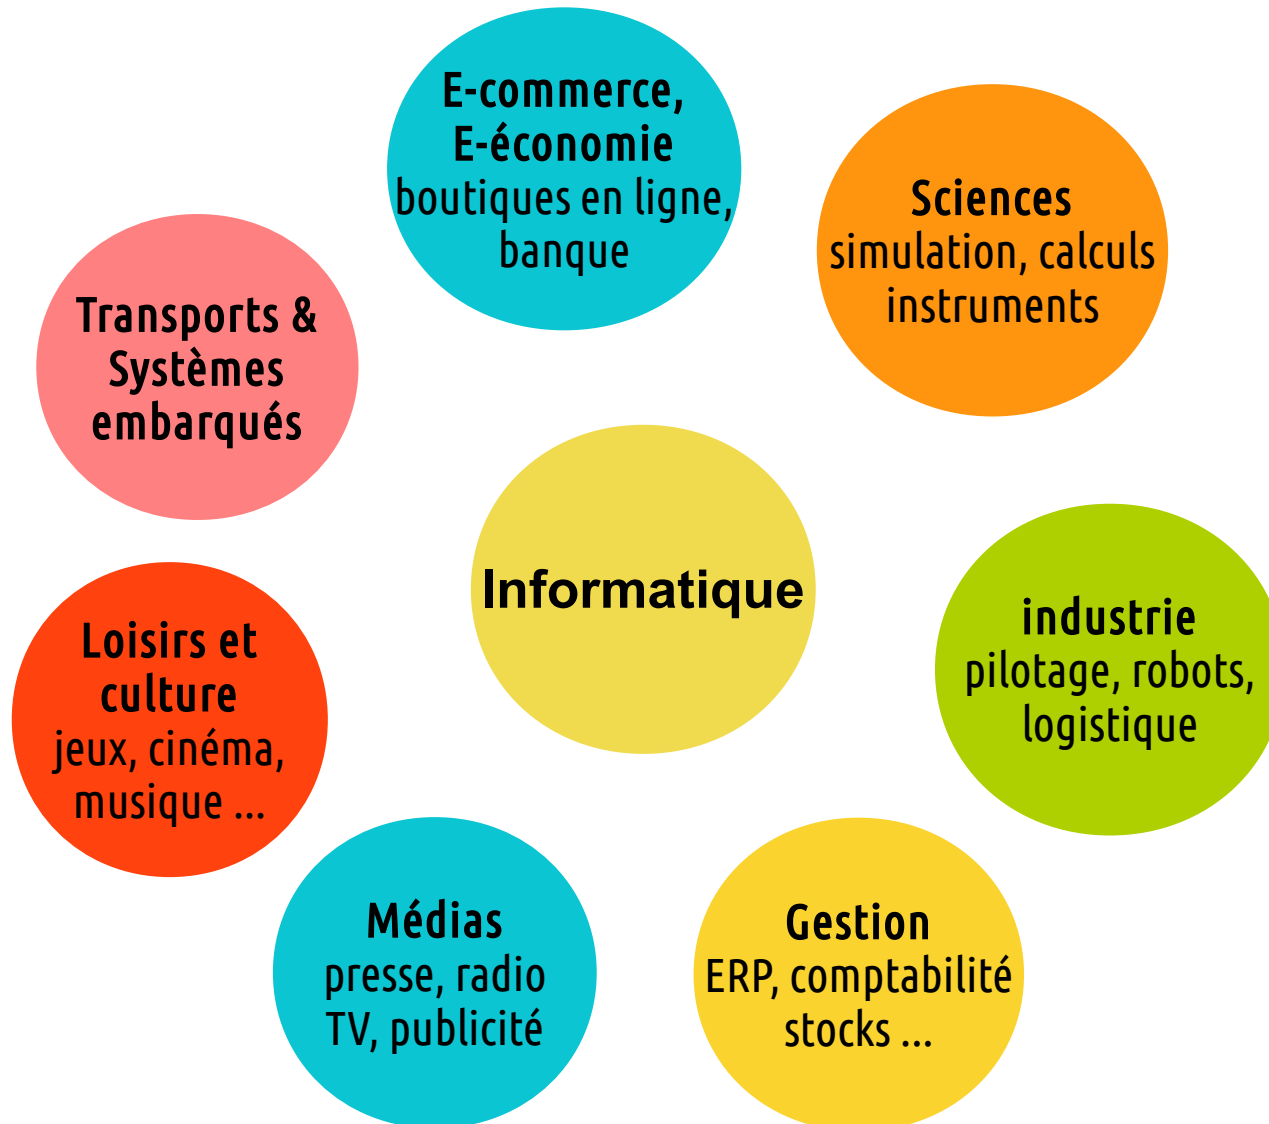 E-commerce,
E-économie
boutiques en ligne,
banque
Sciences
simulation, calculs
instruments
Transports &
Systèmes
embarqués
Informatique
industrie
pilotage, robots,
logistique
Loisirs et
culture
jeux, cinéma,
musique ...
Médias
presse, radio
TV, publicité
Gestion
ERP, comptabilité
stocks ...